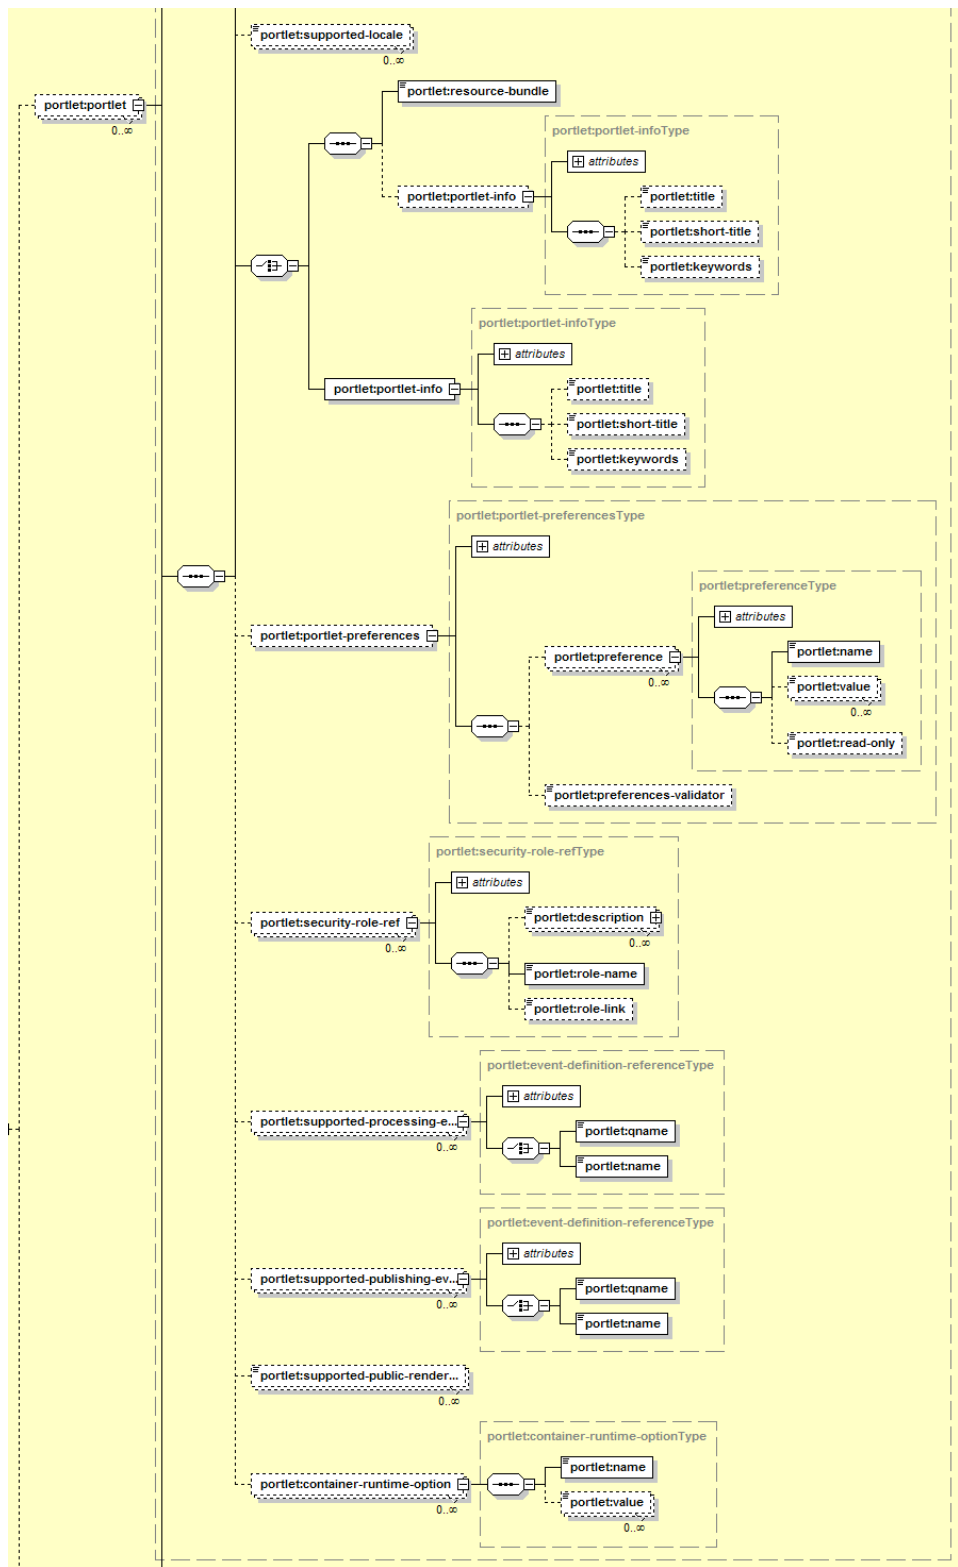 portlet:supported-locale
0..∞
portlet:resource-bundle
portlet:portlet
0..∞
portlet:portlet-infoType
attributes
portlet:portlet-info
portlet:title
portlet:short-title
portlet:keywords
portlet:portlet-infoType
attributes
portlet:portlet-info
portlet:title
portlet:short-title
portlet:keywords
portlet:portlet-preferencesType
attributes
portlet:preferenceType
attributes
portlet:portlet-preferences
portlet:preference
0..∞
portlet:name
portlet:value
0..∞
portlet:read-only
portlet:preferences-validator
portlet:security-role-refType
attributes
portlet:security-role-ref
0..∞
portlet:description
0..∞
portlet:role-name
portlet:role-link
portlet:event-definition-referenceType
attributes
portlet:supported-processing-e...
0..∞
portlet:qname
portlet:name
portlet:event-definition-referenceType
attributes
portlet:supported-publishing-ev...
0..∞
portlet:qname
portlet:name
portlet:supported-public-render...
0..∞
portlet:container-runtime-optionType
portlet:container-runtime-option
0..∞
portlet:name
portlet:value
0..∞